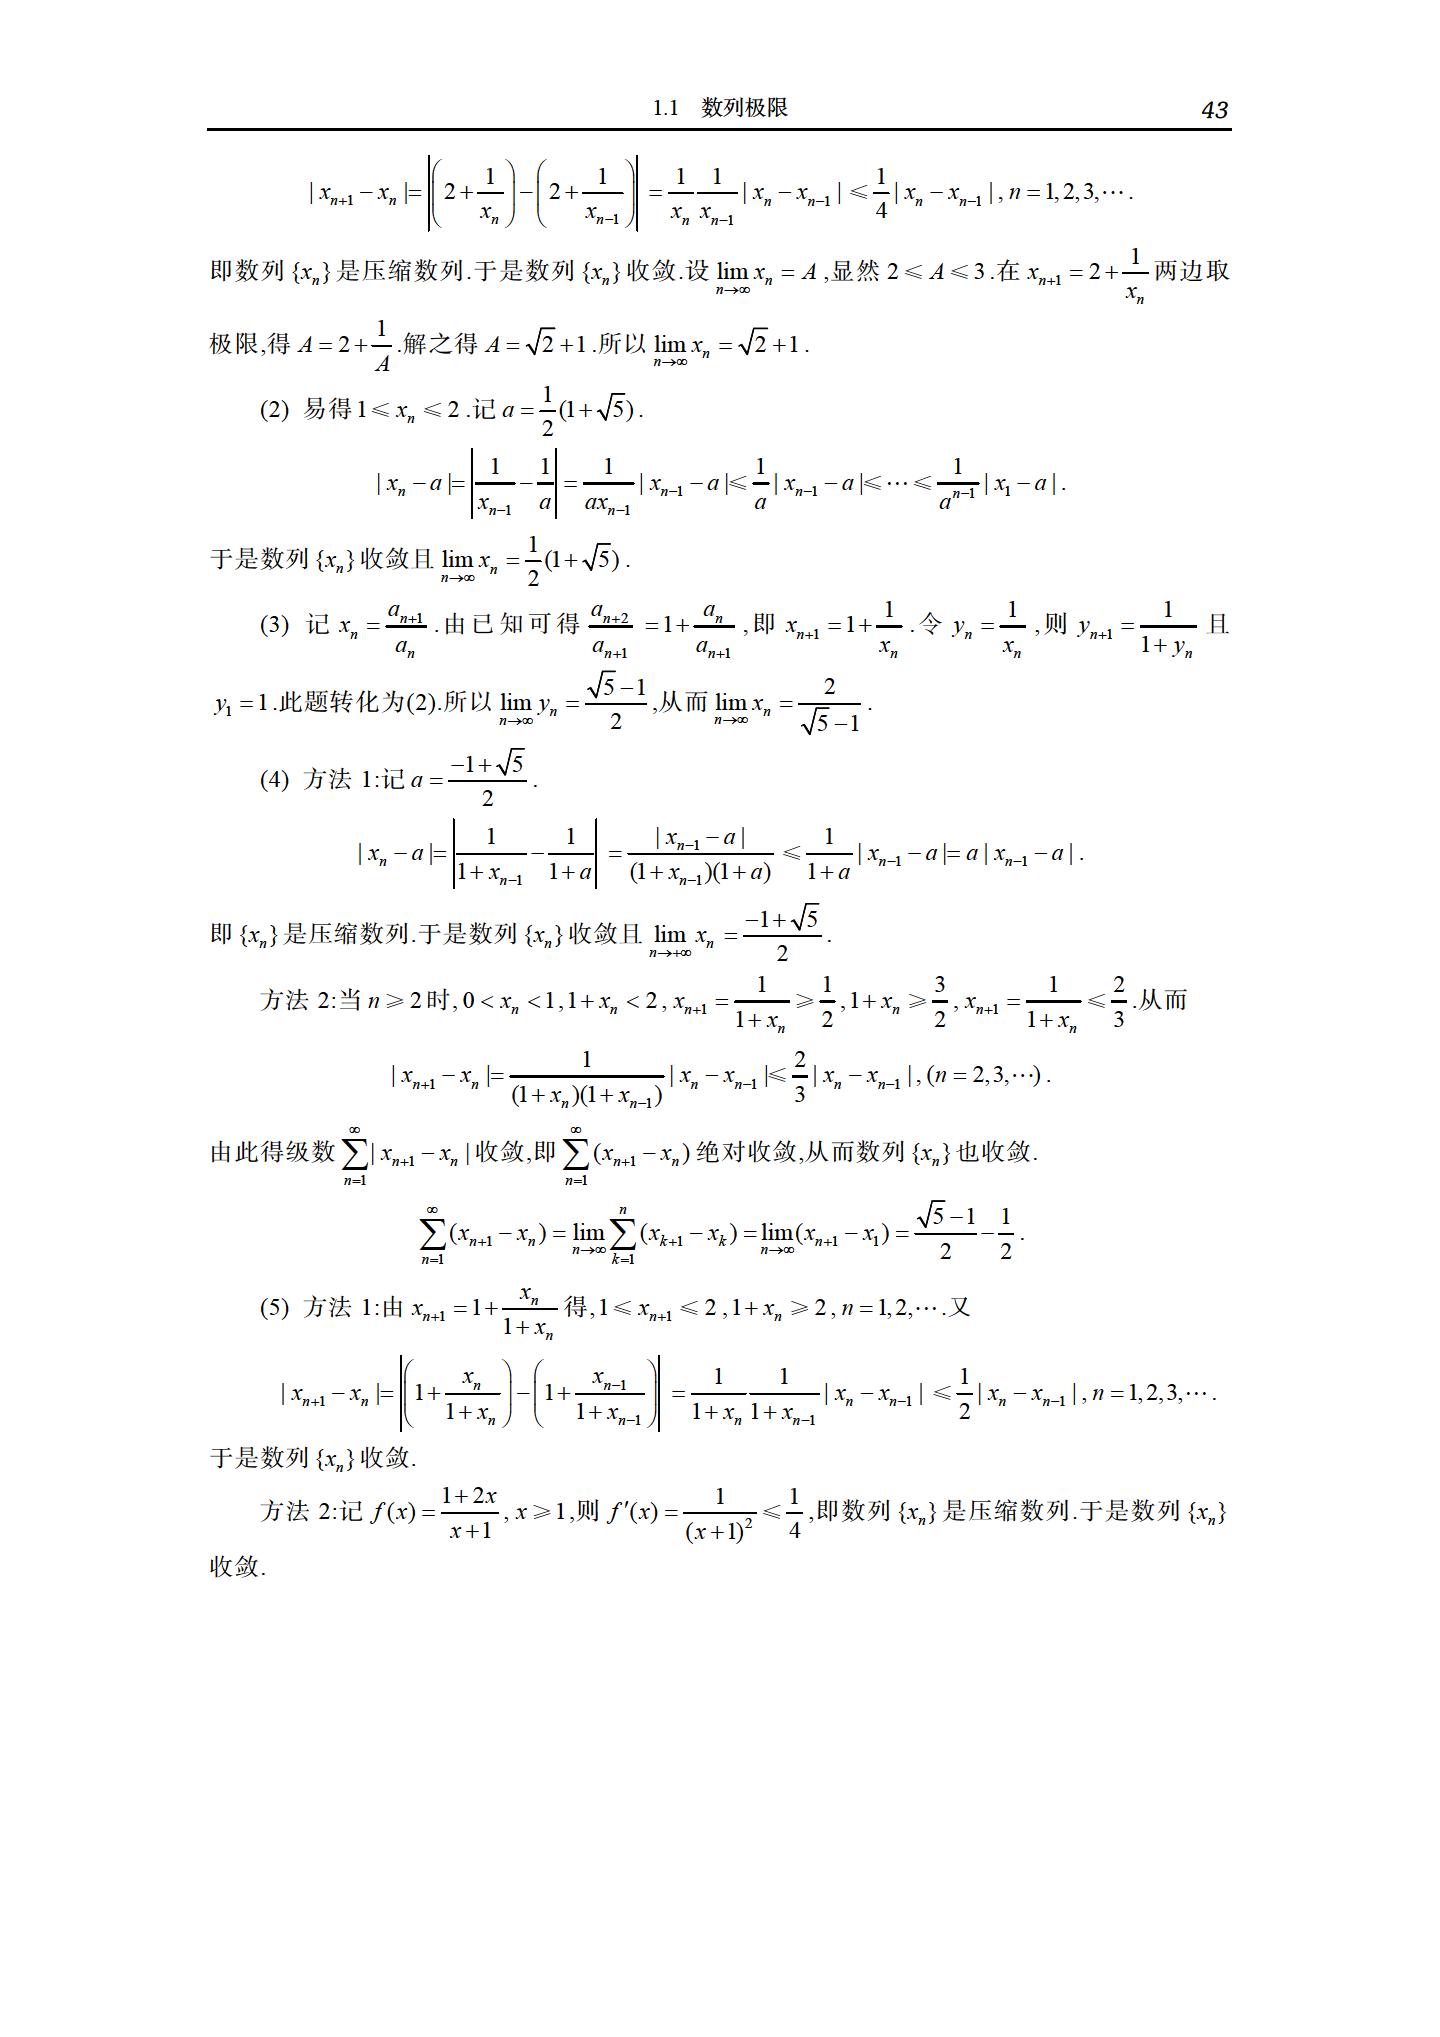 1.1 数列极限 43
$|x_{n+1}-x_n|=\left|\left(2+\frac{1}{x_n}\right)-\left(2+\frac{1}{x_{n-1}}\right)\right|=\frac{1}{x_n}\frac{1}{x_{n-1}}|x_n-x_{n-1}|\leqslant\frac{1}{4}|x_n-x_{n-1}|,n=1,2,3,\cdots.$
即数列 $\{x_n\}$ 是压缩数列.于是数列 $\{x_n\}$ 收敛.设 $\lim_{n\to\infty}x_n=A$ ,显然 $2\leqslant A\leqslant 3$ .在 $x_{n+1}=2+\frac{1}{x_n}$ 两边取
极限,得 $A=2+\frac{1}{A}$ .解之得 $A=\sqrt{2}+1$ .所以 $\lim_{n\to\infty}x_n=\sqrt{2}+1$ .
(2) 易得 $1\leqslant x_n\leqslant 2$ .记 $a=\frac{1}{2}(1+\sqrt{5})$ .
$|x_n-a|=\left|\frac{1}{x_{n-1}}-\frac{1}{a}\right|=\frac{1}{ax_{n-1}}|x_{n-1}-a|\leqslant\frac{1}{a}|x_{n-1}-a|\leqslant\cdots\leqslant\frac{1}{a^{n-1}}|x_1-a|.$
于是数列 $\{x_n\}$ 收敛且 $\lim_{n\to\infty}x_n=\frac{1}{2}(1+\sqrt{5})$ .
(3) 记 $x_n=\frac{a_{n+1}}{a_n}$ .由已知可得 $\frac{a_{n+2}}{a_{n+1}}=1+\frac{a_n}{a_{n+1}}$ ,即 $x_{n+1}=1+\frac{1}{x_n}$ .令 $y_n=\frac{1}{x_n}$ ,则 $y_{n+1}=\frac{1}{1+y_n}$ 且
$y_1=1$ .此题转化为(2).所以 $\lim_{n\to\infty}y_n=\frac{\sqrt{5}-1}{2}$ ,从而 $\lim_{n\to\infty}x_n=\frac{2}{\sqrt{5}-1}$ .
(4) 方法 1:记 $a=\frac{-1+\sqrt{5}}{2}$ .
$|x_n-a|=\left|\frac{1}{1+x_{n-1}}-\frac{1}{1+a}\right|=\frac{|x_{n-1}-a|}{(1+x_{n-1})(1+a)}\leqslant\frac{1}{1+a}|x_{n-1}-a|=a|x_{n-1}-a|.$
即 $\{x_n\}$ 是压缩数列.于是数列 $\{x_n\}$ 收敛且 $\lim_{n\to+\infty}x_n=\frac{-1+\sqrt{5}}{2}$ .
方法 2:当 $n\geqslant 2$ 时, $0<x_n<1,1+x_n<2,x_{n+1}=\frac{1}{1+x_n}\geqslant\frac{1}{2},1+x_n\geqslant\frac{3}{2},x_{n+1}=\frac{1}{1+x_n}\leqslant\frac{2}{3}$ .从而
$|x_{n+1}-x_n|=\frac{1}{(1+x_n)(1+x_{n-1})}|x_n-x_{n-1}|\leqslant\frac{2}{3}|x_n-x_{n-1}|,(n=2,3,\cdots).$
由此得级数 $\sum_{n=1}^{\infty}|x_{n+1}-x_n|$ 收敛,即 $\sum_{n=1}^{\infty}(x_{n+1}-x_n)$ 绝对收敛,从而数列 $\{x_n\}$ 也收敛.
$\sum_{n=1}^{\infty}(x_{n+1}-x_n)=\lim_{n\to\infty}\sum_{k=1}^{n}(x_{k+1}-x_k)=\lim_{n\to\infty}(x_{n+1}-x_1)=\frac{\sqrt{5}-1}{2}-\frac{1}{2}.$
(5) 方法 1:由 $x_{n+1}=1+\frac{x_n}{1+x_n}$ 得, $1\leqslant x_{n+1}\leqslant 2,1+x_n\geqslant 2,n=1,2,\cdots$ .又
$|x_{n+1}-x_n|=\left|\left(1+\frac{x_n}{1+x_n}\right)-\left(1+\frac{x_{n-1}}{1+x_{n-1}}\right)\right|=\frac{1}{1+x_n}\frac{1}{1+x_{n-1}}|x_n-x_{n-1}|\leqslant\frac{1}{2}|x_n-x_{n-1}|,n=1,2,3,\cdots.$
于是数列 $\{x_n\}$ 收敛.
方法 2:记 $f(x)=\frac{1+2x}{x+1},x\geqslant 1$ ,则 $f'(x)=\frac{1}{(x+1)^2}\leqslant\frac{1}{4}$ ,即数列 $\{x_n\}$ 是压缩数列.于是数列 $\{x_n\}$
收敛.